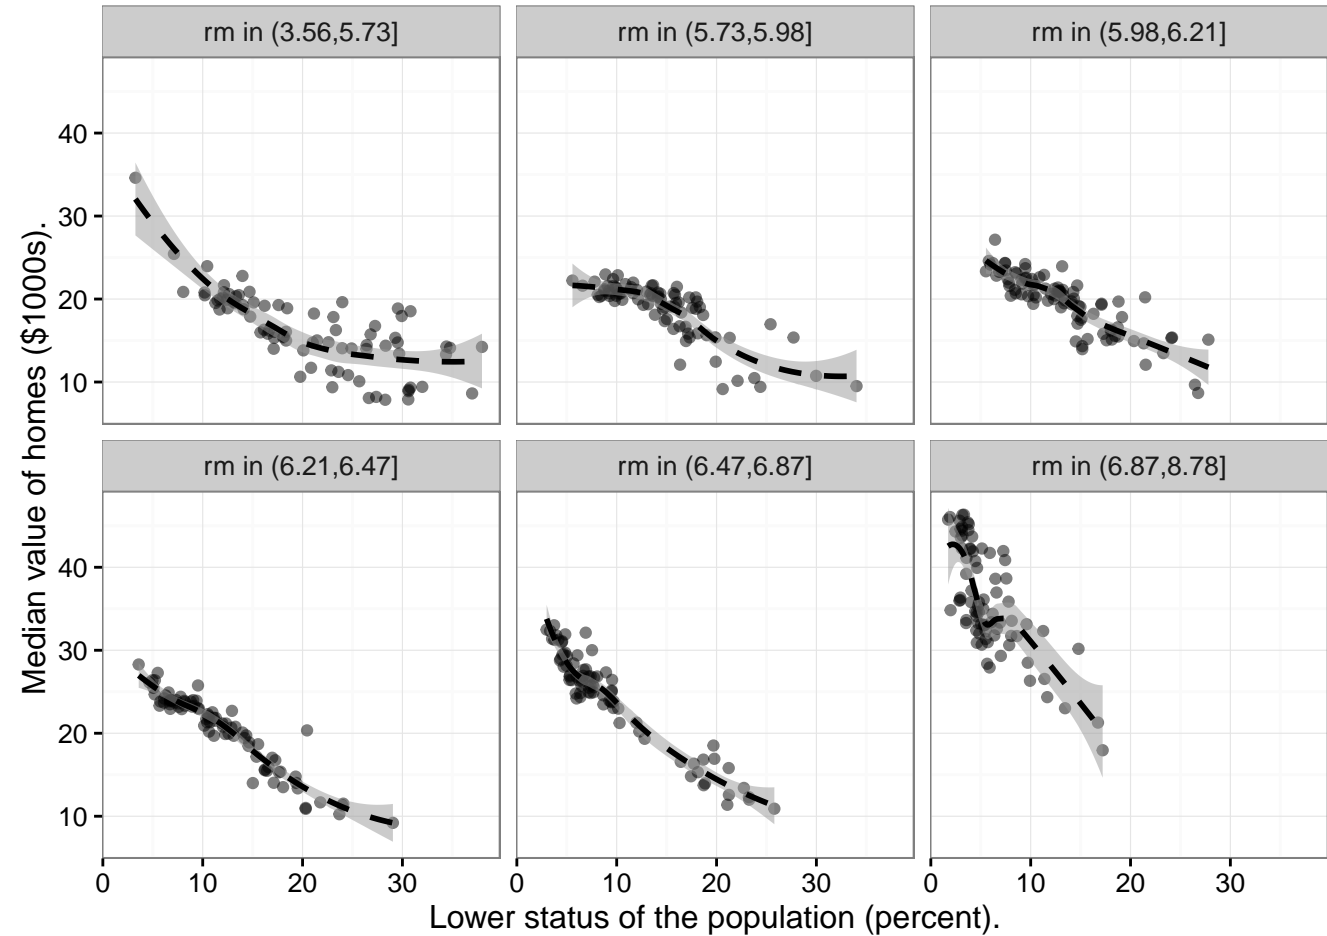 rm in (3.56,5.73]
rm in (5.73,5.98]
rm in (5.98,6.21]
40
30
20
10
rm in (6.21,6.47]
rm in (6.47,6.87]
rm in (6.87,8.78]
40
30
20
10
0 10 20 30
0 10 20 30
0 10 20 30
Lower status of the population (percent).
Median value of homes ($1000s).